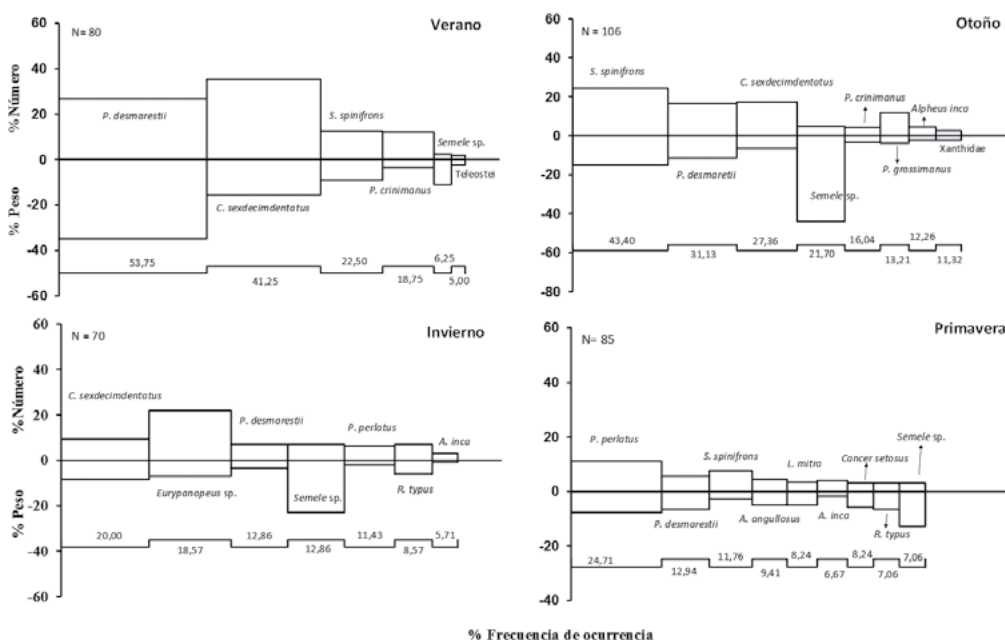 Verano
N= 80
60
40
20
0
-20
-40
-60
% Número
% Peso
P. desmarestii
C. sexdecimdentatus
S. spinifrons
P. crinimanus
Semele sp.
Teleostei
53,75
41,25
22,50
18,75
6,25
5,00
Otoño
N = 106
60
40
20
0
-20
-40
-60
-80
S. spinifrons
P. desmaretii
C. sexdecimdentatus
Semele sp.
P. crinimanus
P. grossimanus
Alpheus inca
Xanthidae
43,40
31,13
27,36
21,70
16,04
13,21
12,26
11,32
Invierno
N = 70
60
40
20
0
-20
-40
-60
%Número
% Peso
C. sexdecimdentatus
Eurypanopeus sp.
P. desmarestii
Semele sp.
P. perlatus
R. typus
A. inca
20,00
18,57
12,86
12,86
11,43
8,57
5,71
Primavera
N= 85
60
40
20
0
-20
-40
P. perlatus
P. desmarestii
S. spinifrons
A. angullosus
L. mitra
A. inca
Cancer setosus
R. typus
Semele sp.
24,71
12,94
11,76
9,41
8,24
6,67
8,24
7,06
7,06
% Frecuencia de ocurrencia